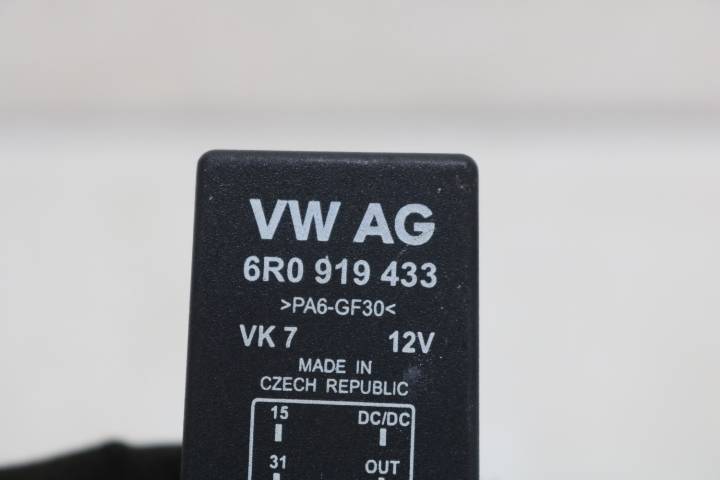 VW AG
6R0 919 433
>PA6-GF30<
VK 7 12V
MADE IN
CZECH REPUBLIC
15 DC/DC
31 OUT